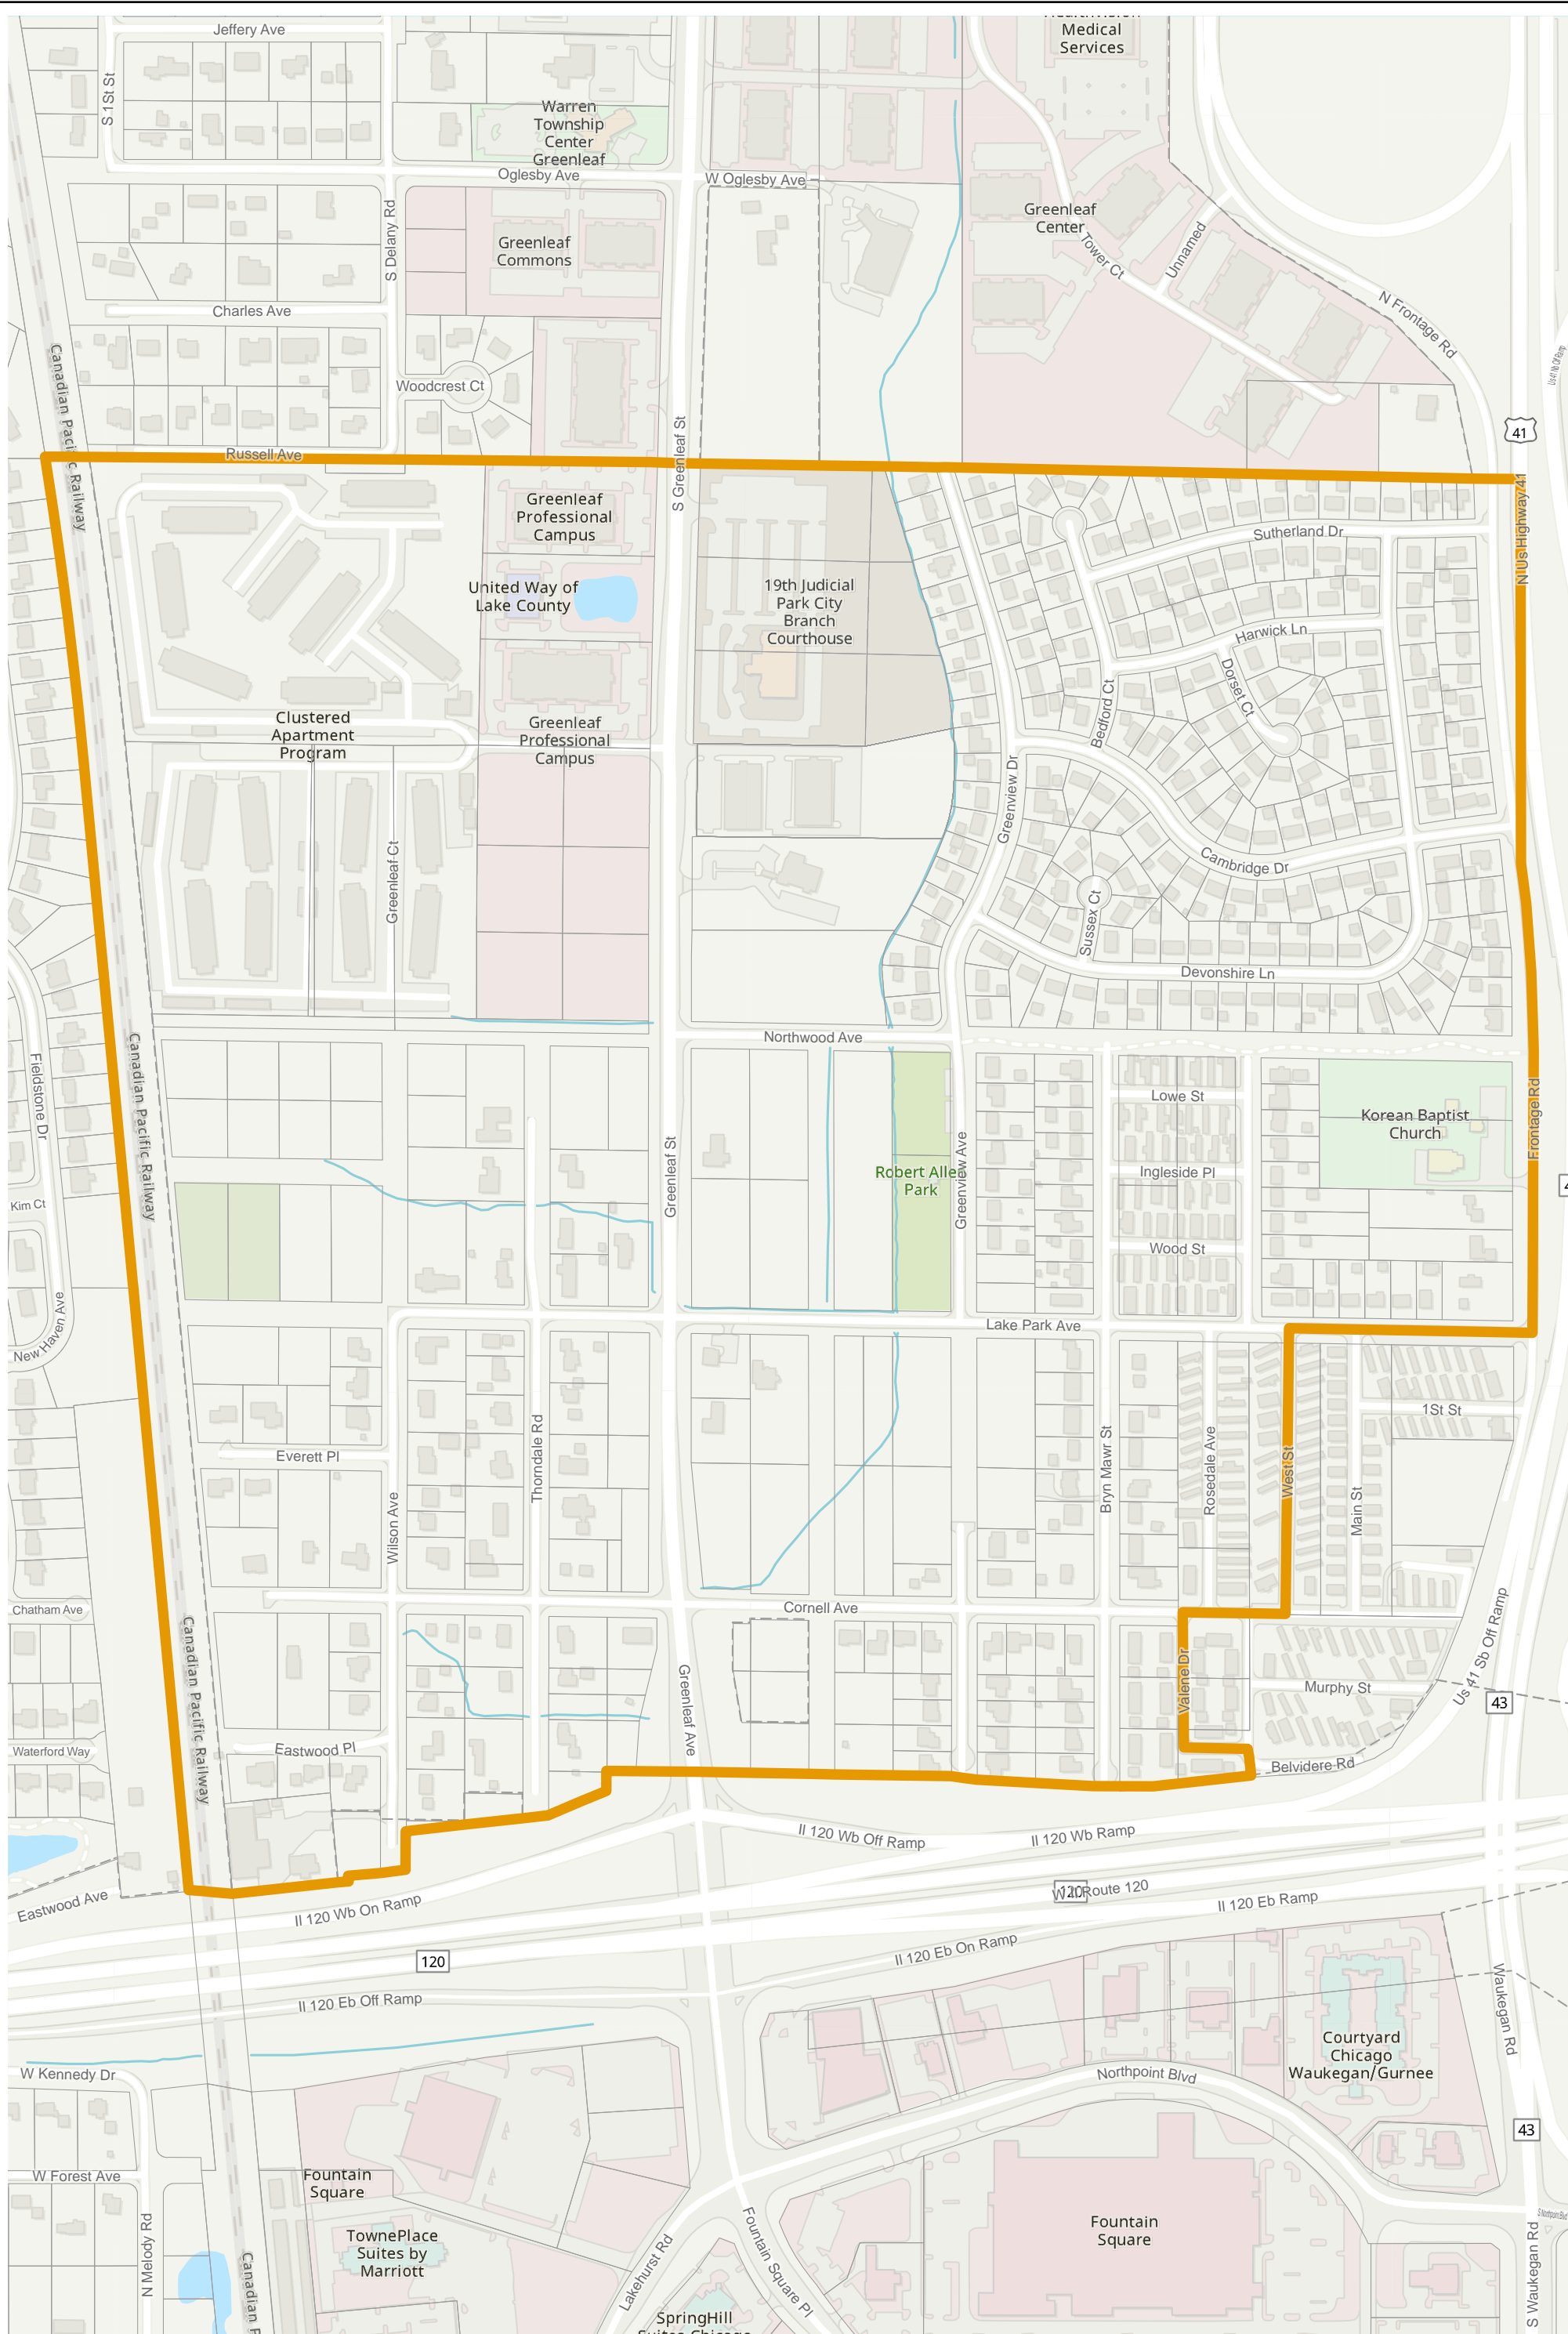 Jeffery Ave
Medical
Services
S 1St St
Warren
Township
Center
Greenleaf
Oglesby Ave
W Oglesby Ave
S Delany Rd
Greenleaf
Commons
Greenleaf
Center
Tower Ct
Unnamed
N Frontage Rd
Us 41 Nb Off Ramp
Charles Ave
Canadian Pacific Railway
Woodcrest Ct
41
Russell Ave
S Greenleaf St
N Us Highway 41
Greenleaf
Professional
Campus
Sutherland Dr
United Way of
Lake County
19th Judicial
Park City
Branch
Courthouse
Harwick Ln
Dorset Ct
Bedford Ct
Clustered
Apartment
Program
Greenleaf
Professional
Campus
Greenview Dr
Cambridge Dr
Greenleaf Ct
Sussex Ct
Devonshire Ln
Northwood Ave
Fieldstone Dr
Canadian Pacific Railway
Lowe St
Korean Baptist
Church
Frontage Rd
Greenleaf St
Robert Allen
Park
Greenview Ave
Ingleside Pl
Kim Ct
Wood St
New Haven Ave
Lake Park Ave
1St St
Everett Pl
Thorndale Rd
Wilson Ave
Bryn Mawr St
Rosedale Ave
West St
Main St
Chatham Ave
Cornell Ave
Canadian Pacific Railway
Greenleaf Ave
Valene Dr
Murphy St
Us 41 Sb Off Ramp
43
Waterford Way
Eastwood Pl
Belvidere Rd
Il 120 Wb Off Ramp
Il 120 Wb Ramp
Eastwood Ave
Il 120 Wb On Ramp
120
W Il Route 120
Il 120 Eb Ramp
120
Il 120 Eb On Ramp
Il 120 Eb Off Ramp
Waukegan Rd
W Kennedy Dr
Courtyard
Chicago
Waukegan/Gurnee
Northpoint Blvd
43
W Forest Ave
Fountain
Square
N Melody Rd
TownePlace
Suites by
Marriott
Lakehurst Rd
Fountain Square Pl
Fountain
Square
S Waukegan Rd
SpringHill